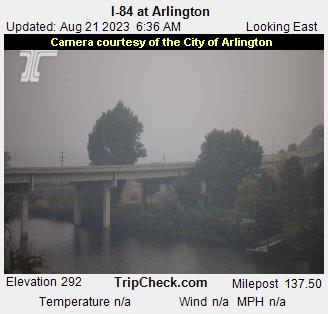 I-84 at Arlington
Updated: Aug 21 2023 6:36 AM Looking East
Camera courtesy of the City of Arlington
Elevation 292 TripCheck.com Milepost 137.50
Temperature n/a Wind n/a MPH n/a